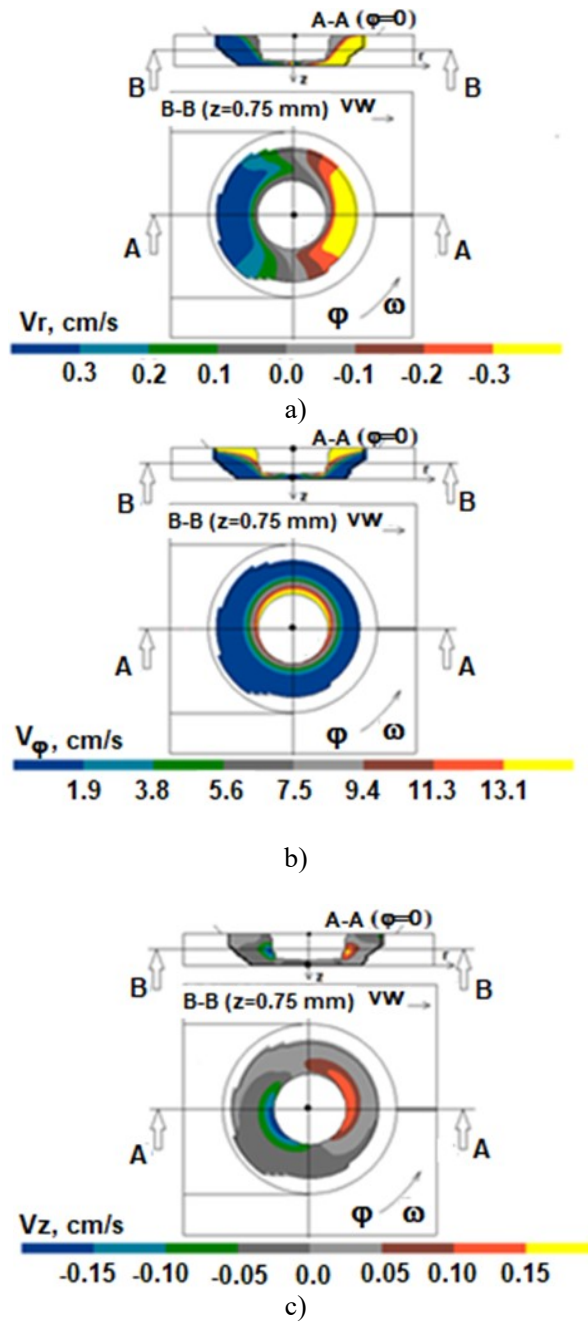 A-A (φ=0)
B r B
z
B-B (z=0.75 mm) VW
A A
φ ω
Vr, cm/s
0.3 0.2 0.1 0.0 -0.1 -0.2 -0.3
a)
A-A (φ=0)
B r B
z
B-B (z=0.75 mm) VW
A A
φ ω
Vφ, cm/s
1.9 3.8 5.6 7.5 9.4 11.3 13.1
b)
A-A (φ=0)
B r B
z
B-B (z=0.75 mm) VW
A A
φ ω
Vz, cm/s
-0.15 -0.10 -0.05 0.0 0.05 0.10 0.15
c)